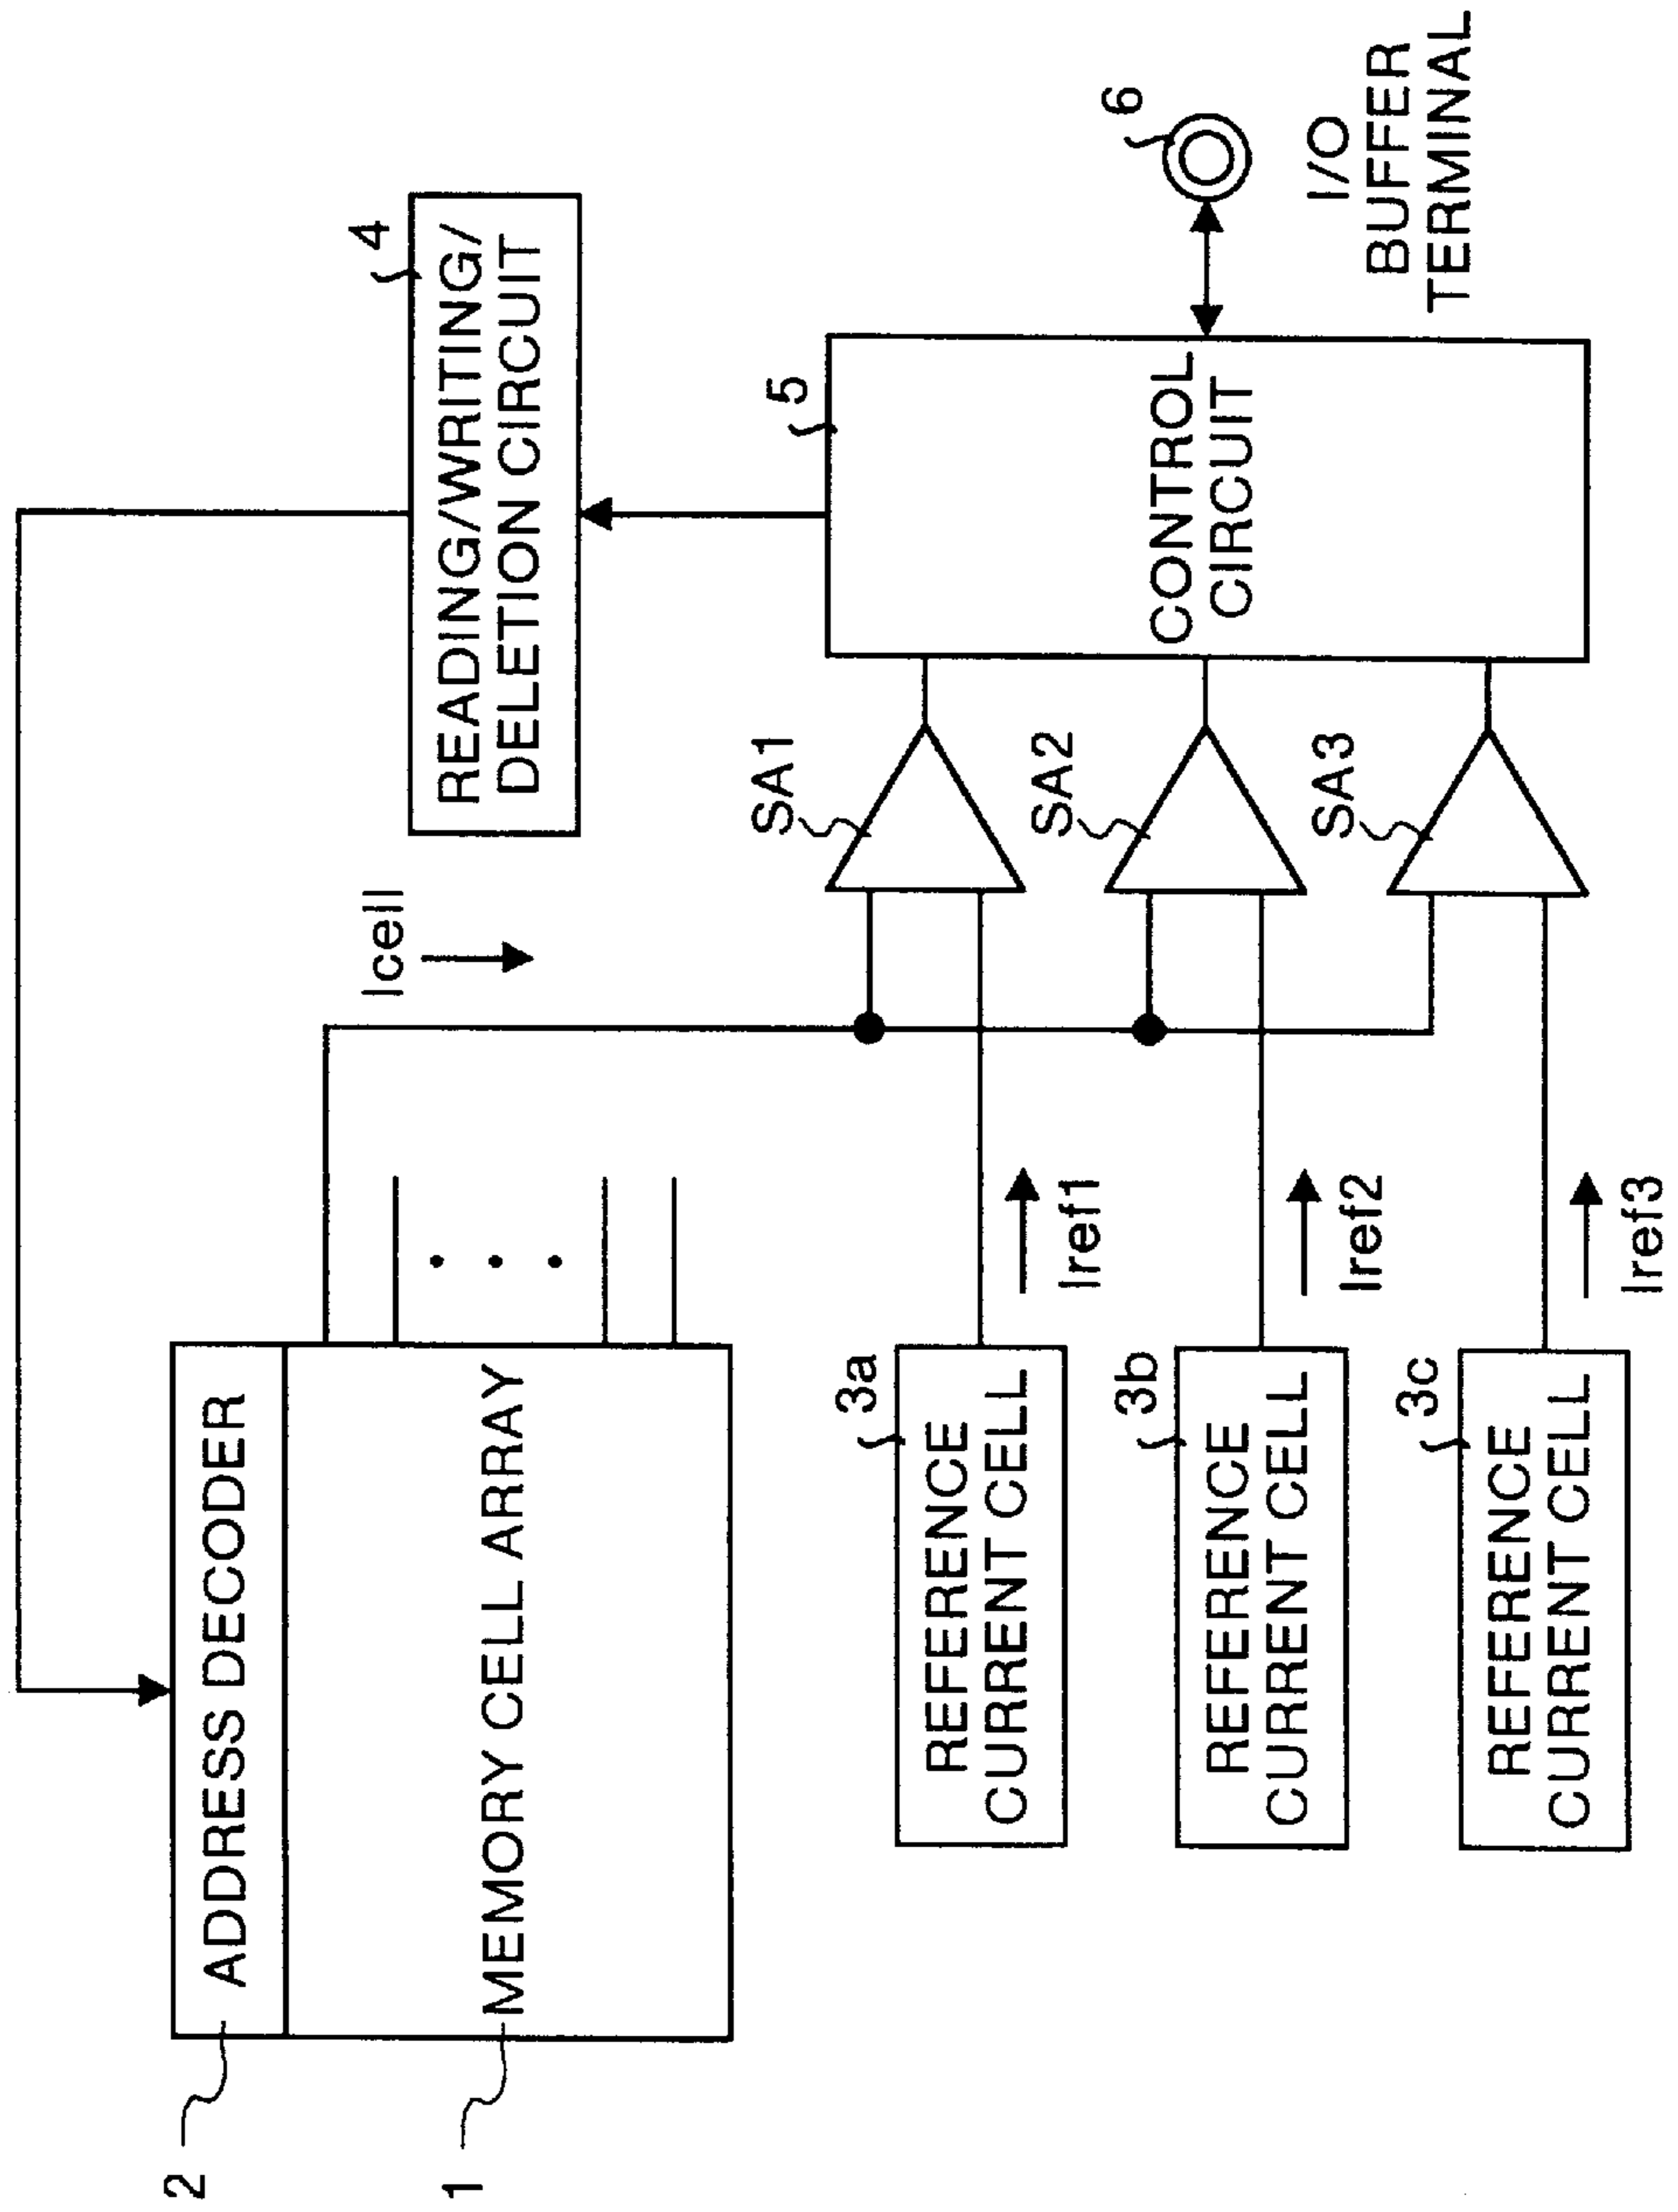 2
ADDRESS DECODER
1
MEMORY CELL ARRAY
Icell
4
READING/WRITING/
DELETION CIRCUIT
3a
REFERENCE
CURRENT CELL
Iref1
SA1
5
CONTROL
CIRCUIT
6
I/O
BUFFER
TERMINAL
3b
REFERENCE
CURRENT CELL
Iref2
SA2
3c
REFERENCE
CURRENT CELL
Iref3
SA3